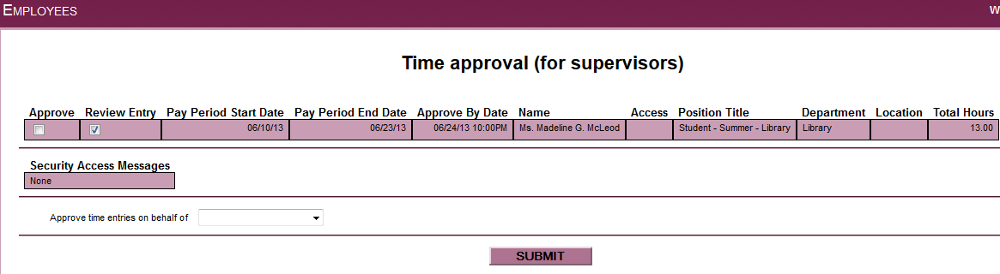 EMPLOYEES W
Time approval (for supervisors)
Approve Review Entry Pay Period Start Date Pay Period End Date Approve By Date Name Access Position Title Department Location Total Hours
06/10/13 06/23/13 06/24/13 10:00PM Ms. Madeline G. McLeod Student - Summer - Library Library 13.00
Security Access Messages
None
Approve time entries on behalf of
SUBMIT